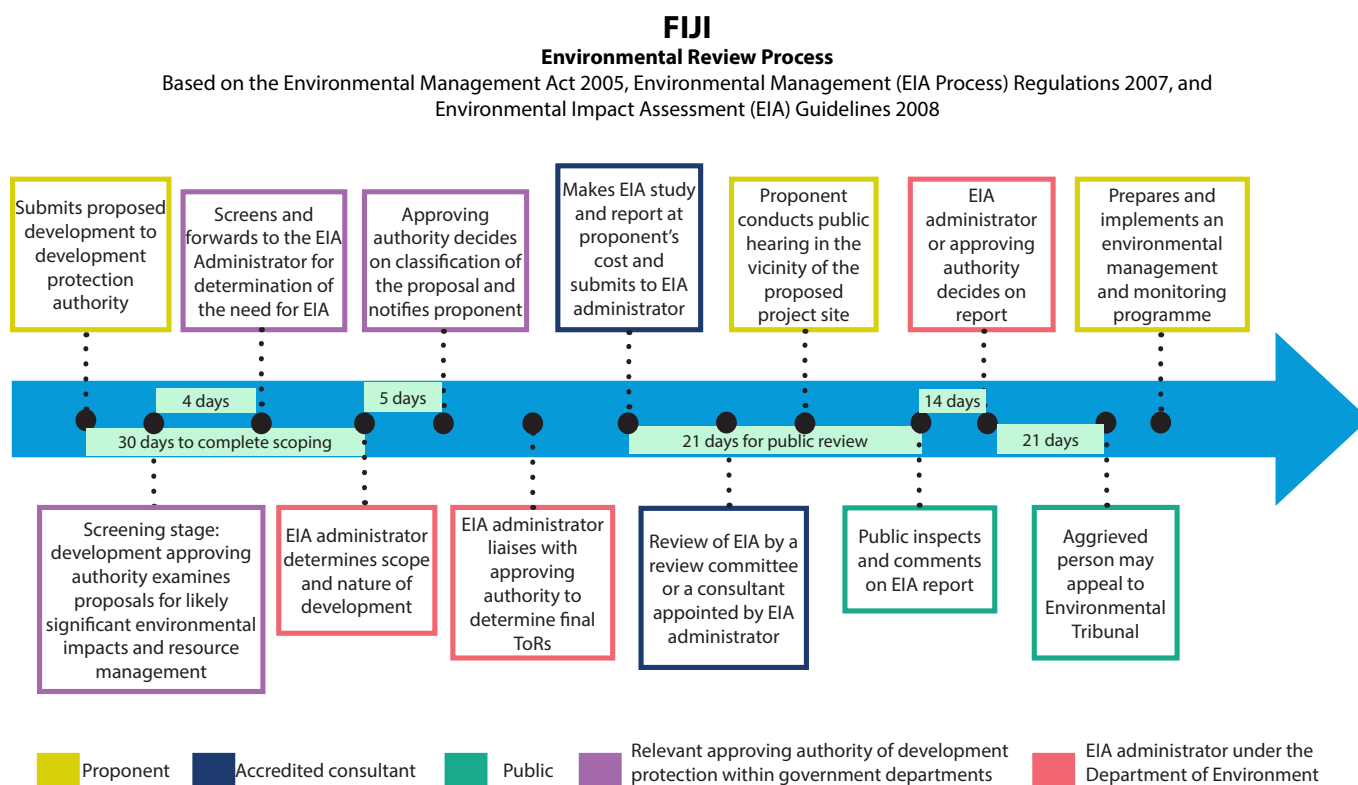 FIJI
Environmental Review Process
Based on the Environmental Management Act 2005, Environmental Management (EIA Process) Regulations 2007, and
Environmental Impact Assessment (EIA) Guidelines 2008
Submits proposed
development to
development
protection
authority
Screens and
forwards to the EIA
Administrator for
determination of
the need for EIA
Approving
authority decides
on classification of
the proposal and
notifies proponent
Makes EIA study
and report at
proponent's
cost and
submits to EIA
administrator
Proponent
conducts public
hearing in the
vicinity of the
proposed
project site
EIA
administrator
or approving
authority
decides on
report
Prepares and
implements an
environmental
management
and monitoring
programme
4 days
5 days
14 days
30 days to complete scoping
21 days for public review
21 days
Screening stage:
development approving
authority examines
proposals for likely
significant environmental
impacts and resource
management
EIA administrator
determines scope
and nature of
development
EIA administrator
liaises with
approving
authority to
determine final
ToRs
Review of EIA by a
review committee
or a consultant
appointed by EIA
administrator
Public inspects
and comments
on EIA report
Aggrieved
person may
appeal to
Environmental
Tribunal
Proponent
Accredited consultant
Public
Relevant approving authority of development
protection within government departments
EIA administrator under the
Department of Environment